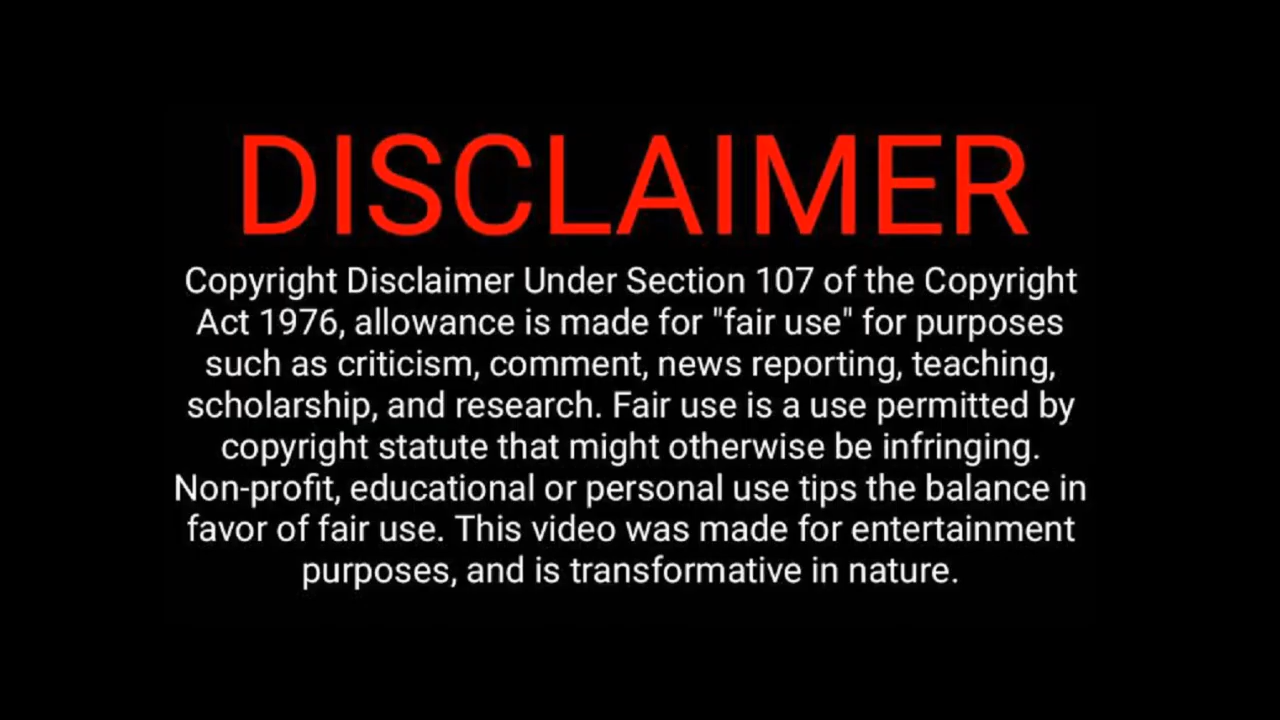 DISCLAIMER
Copyright Disclaimer Under Section 107 of the Copyright
Act 1976, allowance is made for "fair use" for purposes
such as criticism, comment, news reporting, teaching,
scholarship, and research. Fair use is a use permitted by
copyright statute that might otherwise be infringing.
Non-profit, educational or personal use tips the balance in
favor of fair use. This video was made for entertainment
purposes, and is transformative in nature.